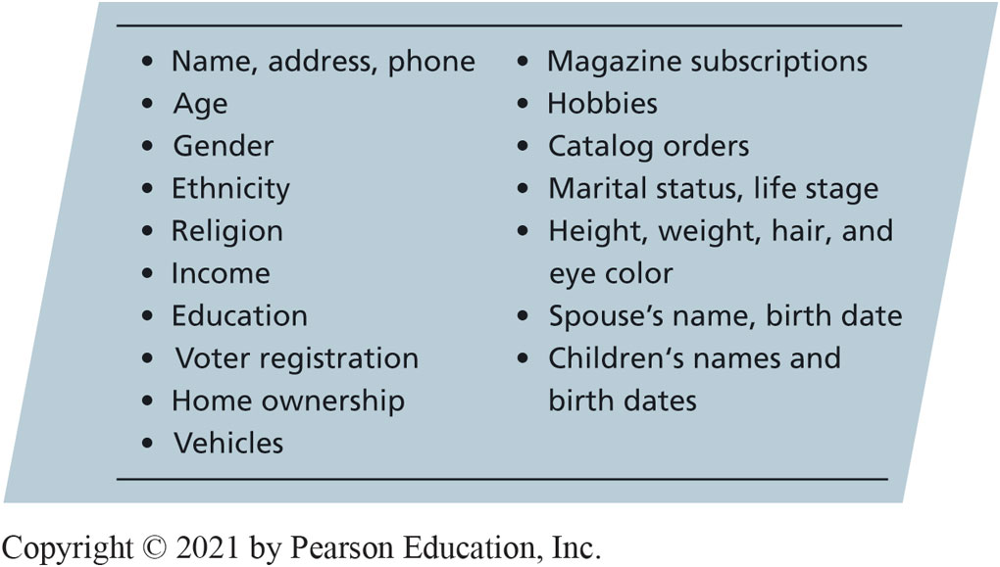 • Name, address, phone
• Age
• Gender
• Ethnicity
• Religion
• Income
• Education
• Voter registration
• Home ownership
• Vehicles
• Magazine subscriptions
• Hobbies
• Catalog orders
• Marital status, life stage
• Height, weight, hair, and
eye color
• Spouse’s name, birth date
• Children‘s names and
birth dates
Copyright © 2021 by Pearson Education, Inc.